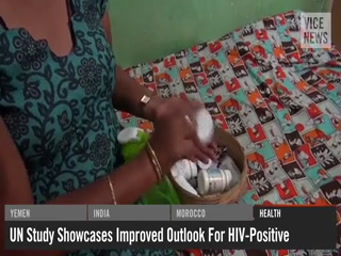 VICE
NEWS
YEMEN INDIA MOROCCO HEALTH
UN Study Showcases Improved Outlook For HIV-Positive